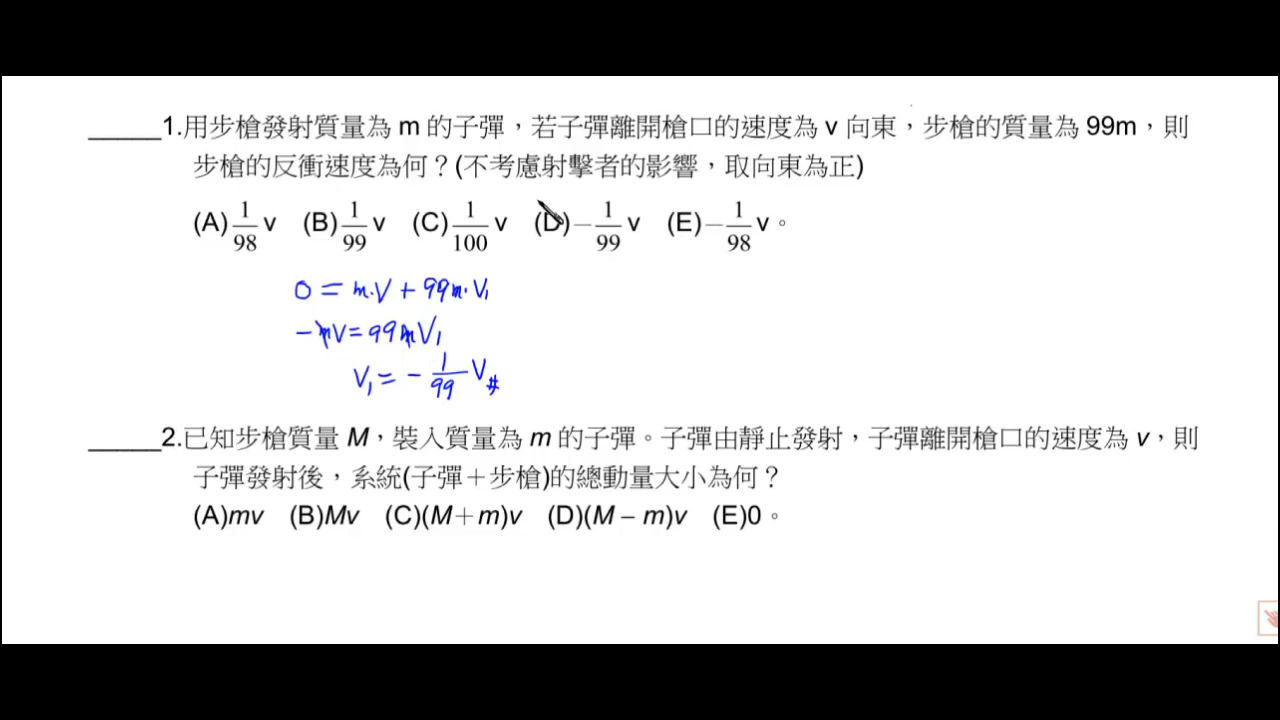 _____1.用步槍發射質量為 m 的子彈，若子彈離開槍口的速度為 v 向東，步槍的質量為 99m，則
步槍的反衝速度為何？(不考慮射擊者的影響，取向東為正)
(A) 1/98 v (B) 1/99 v (C) 1/100 v (D) − 1/99 v (E) − 1/98 v。
0 = m·V + 99m·V₁
−mV = 99mV₁
V₁ = − 1/99 V#
_____2.已知步槍質量 M，裝入質量為 m 的子彈。子彈由靜止發射，子彈離開槍口的速度為 v，則
子彈發射後，系統(子彈＋步槍)的總動量大小為何？
(A)mv (B)Mv (C)(M＋m)v (D)(M – m)v (E)0。